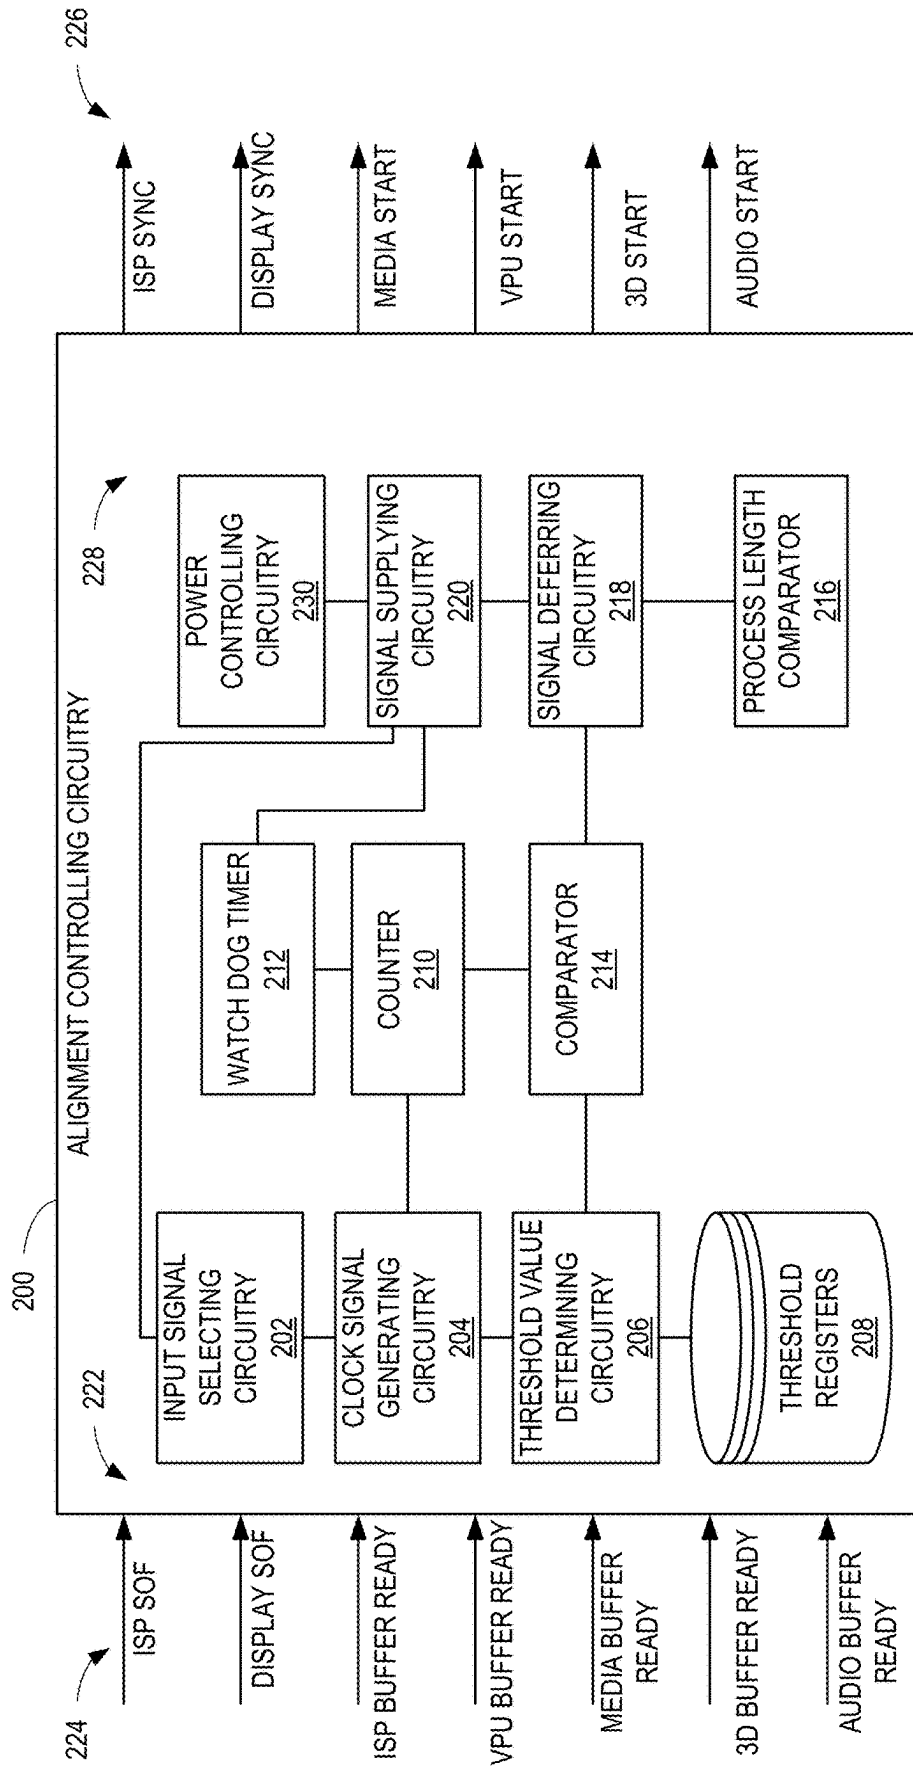 200
ALIGNMENT CONTROLLING CIRCUITRY
222
224
ISP SOF
DISPLAY SOF
ISP BUFFER READY
VPU BUFFER READY
MEDIA BUFFER
READY
3D BUFFER READY
AUDIO BUFFER
READY
INPUT SIGNAL
SELECTING
CIRCUITRY
202
CLOCK SIGNAL
GENERATING
CIRCUITRY
204
THRESHOLD VALUE
DETERMINING
CIRCUITRY
206
THRESHOLD
REGISTERS
208
WATCH DOG TIMER
212
COUNTER
210
COMPARATOR
214
228
POWER
CONTROLLING
CIRCUITRY
230
SIGNAL SUPPLYING
CIRCUITRY
220
SIGNAL DEFERRING
CIRCUITRY
218
PROCESS LENGTH
COMPARATOR
216
226
ISP SYNC
DISPLAY SYNC
MEDIA START
VPU START
3D START
AUDIO START